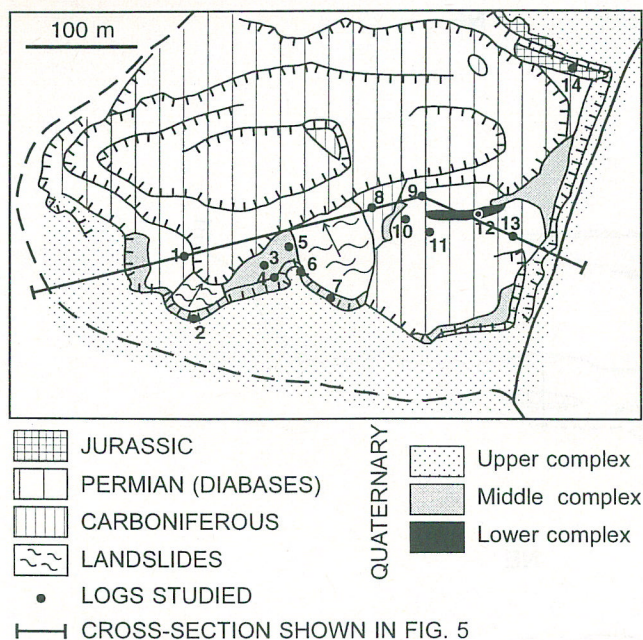 100 m
14
8
9
10
11
12
13
1
5
3
4
6
7
2
JURASSIC
PERMIAN (DIABASES)
CARBONIFEROUS
LANDSLIDES
LOGS STUDIED
CROSS-SECTION SHOWN IN FIG. 5
QUATERNARY
Upper complex
Middle complex
Lower complex